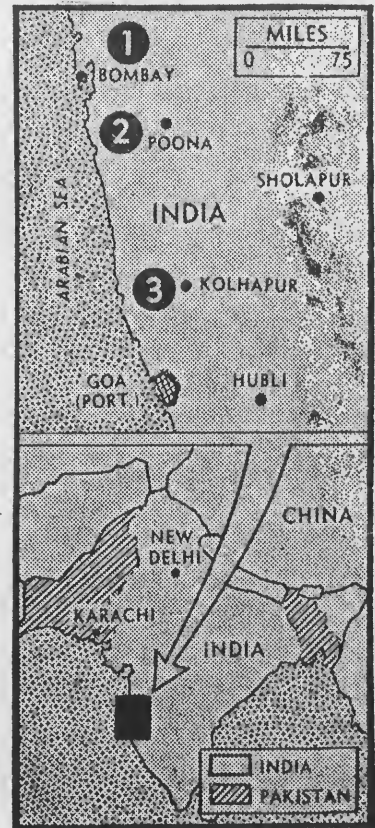 1
MILES
0 75
BOMBAY
2
POONA
SHOLAPUR
ARABIAN SEA
INDIA
3
KOLHAPUR
GOA
(PORT.)
HUBLI
CHINA
NEW
DELHI
KARACHI
INDIA
INDIA
PAKISTAN